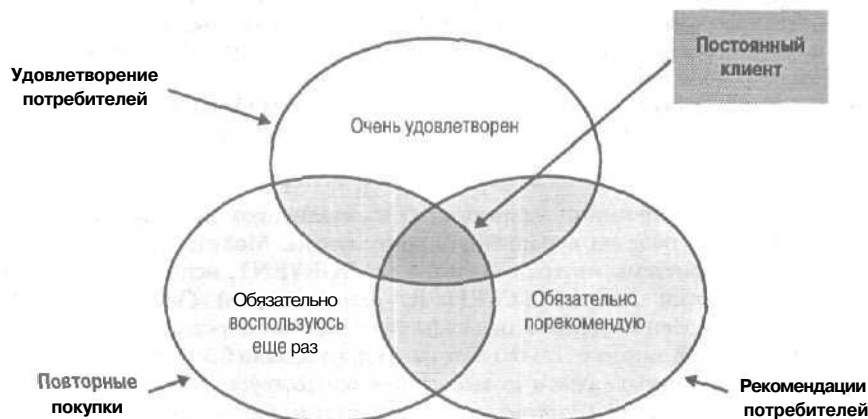 Постоянный
клиент
Удовлетворение
потребителей
Очень удовлетворен
Обязательно
воспользуюсь
еще раз
Обязательно
порекомендую
Повторные
покупки
Рекомендации
потребителей